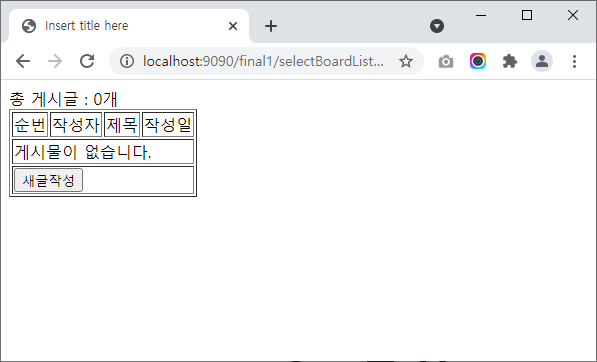 Insert title here
localhost:9090/final1/selectBoardList...
총 게시글 : 0개
순번 작성자 제목 작성일
게시물이 없습니다.
새글작성